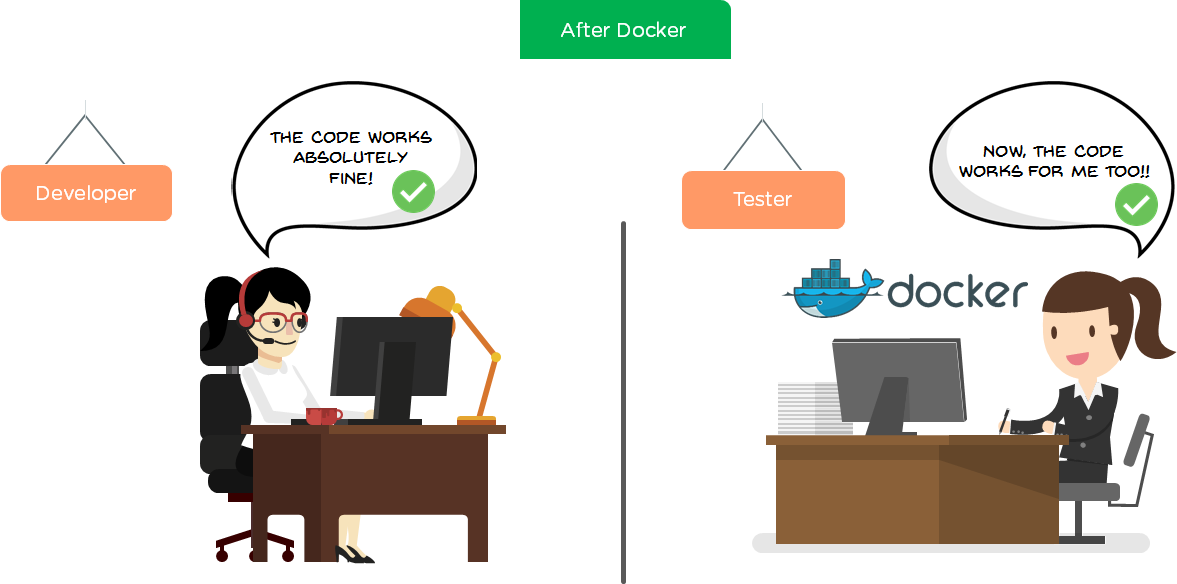 After Docker
Developer
THE CODE WORKS
ABSOLUTELY
FINE!
Tester
NOW, THE CODE
WORKS FOR ME TOO!!
docker